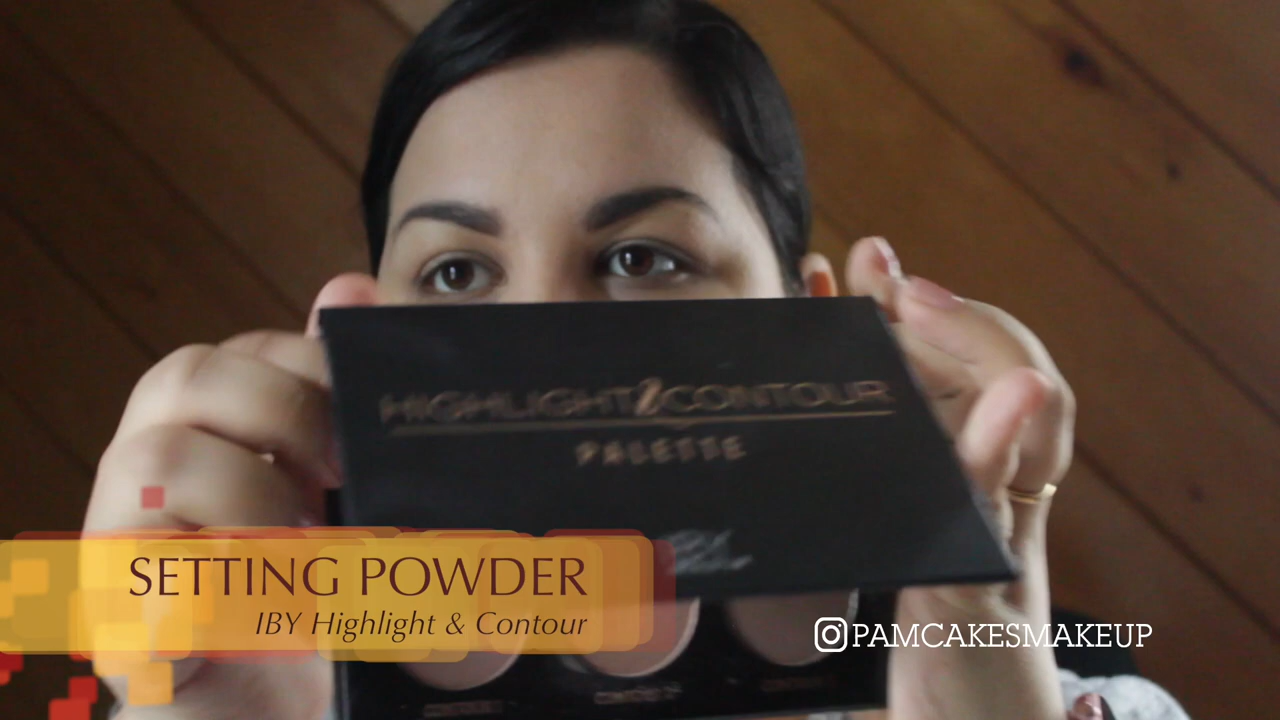 HIGHLIGHT & CONTOUR
PALETTE
SETTING POWDER
IBY Highlight & Contour
PAMCAKESMAKEUP